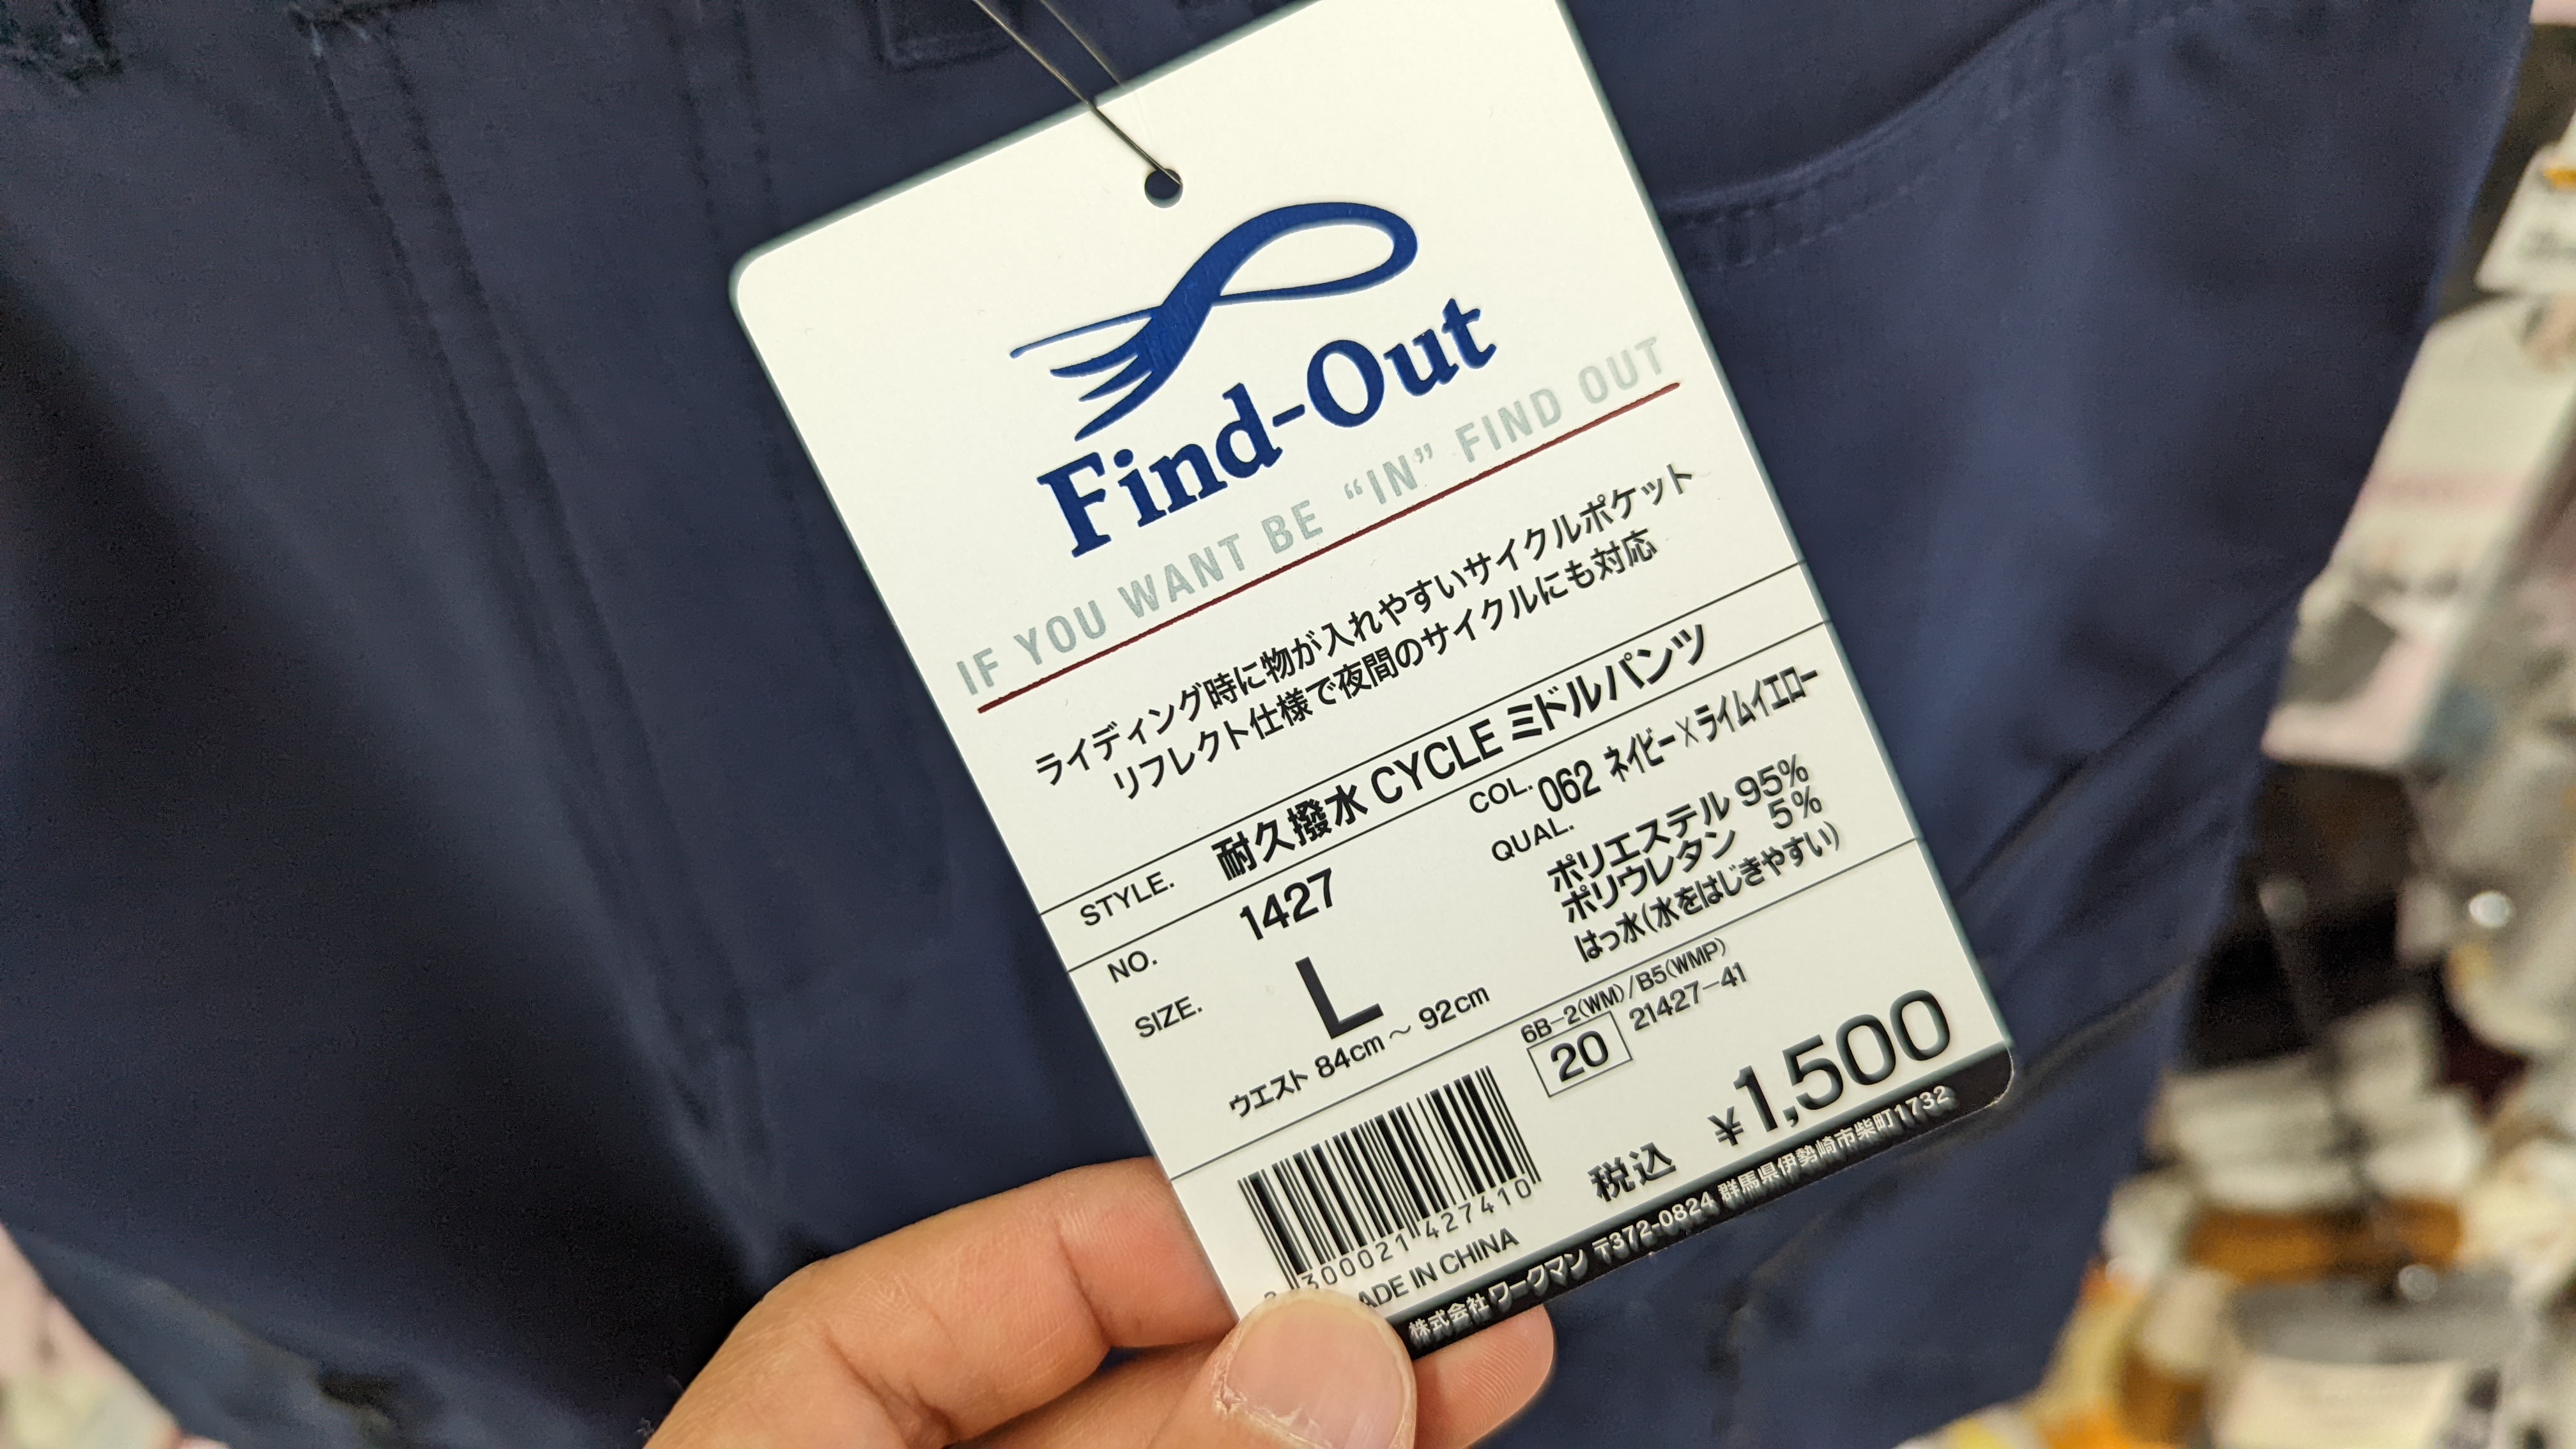 Find-Out
IF YOU WANT BE “IN” FIND OUT
ライディング時に物が入れやすいサイクルポケット
リフレクト仕様で夜間のサイクルにも対応
STYLE. 耐久撥水 CYCLE ミドルパンツ
NO. 1427
COL. 062 ネイビー×ライムイエロー
QUAL.
ポリエステル 95%
ポリウレタン 5%
はっ水(水をはじきやすい)
SIZE. L
ウエスト 84cm～92cm
6B-2(WM)/B5(WMP)
20 21427-41
税込 ¥1,500
300021 427410
ADE IN CHINA
株式会社 ワークマン 〒372-0824 群馬県伊勢崎市柴町1732